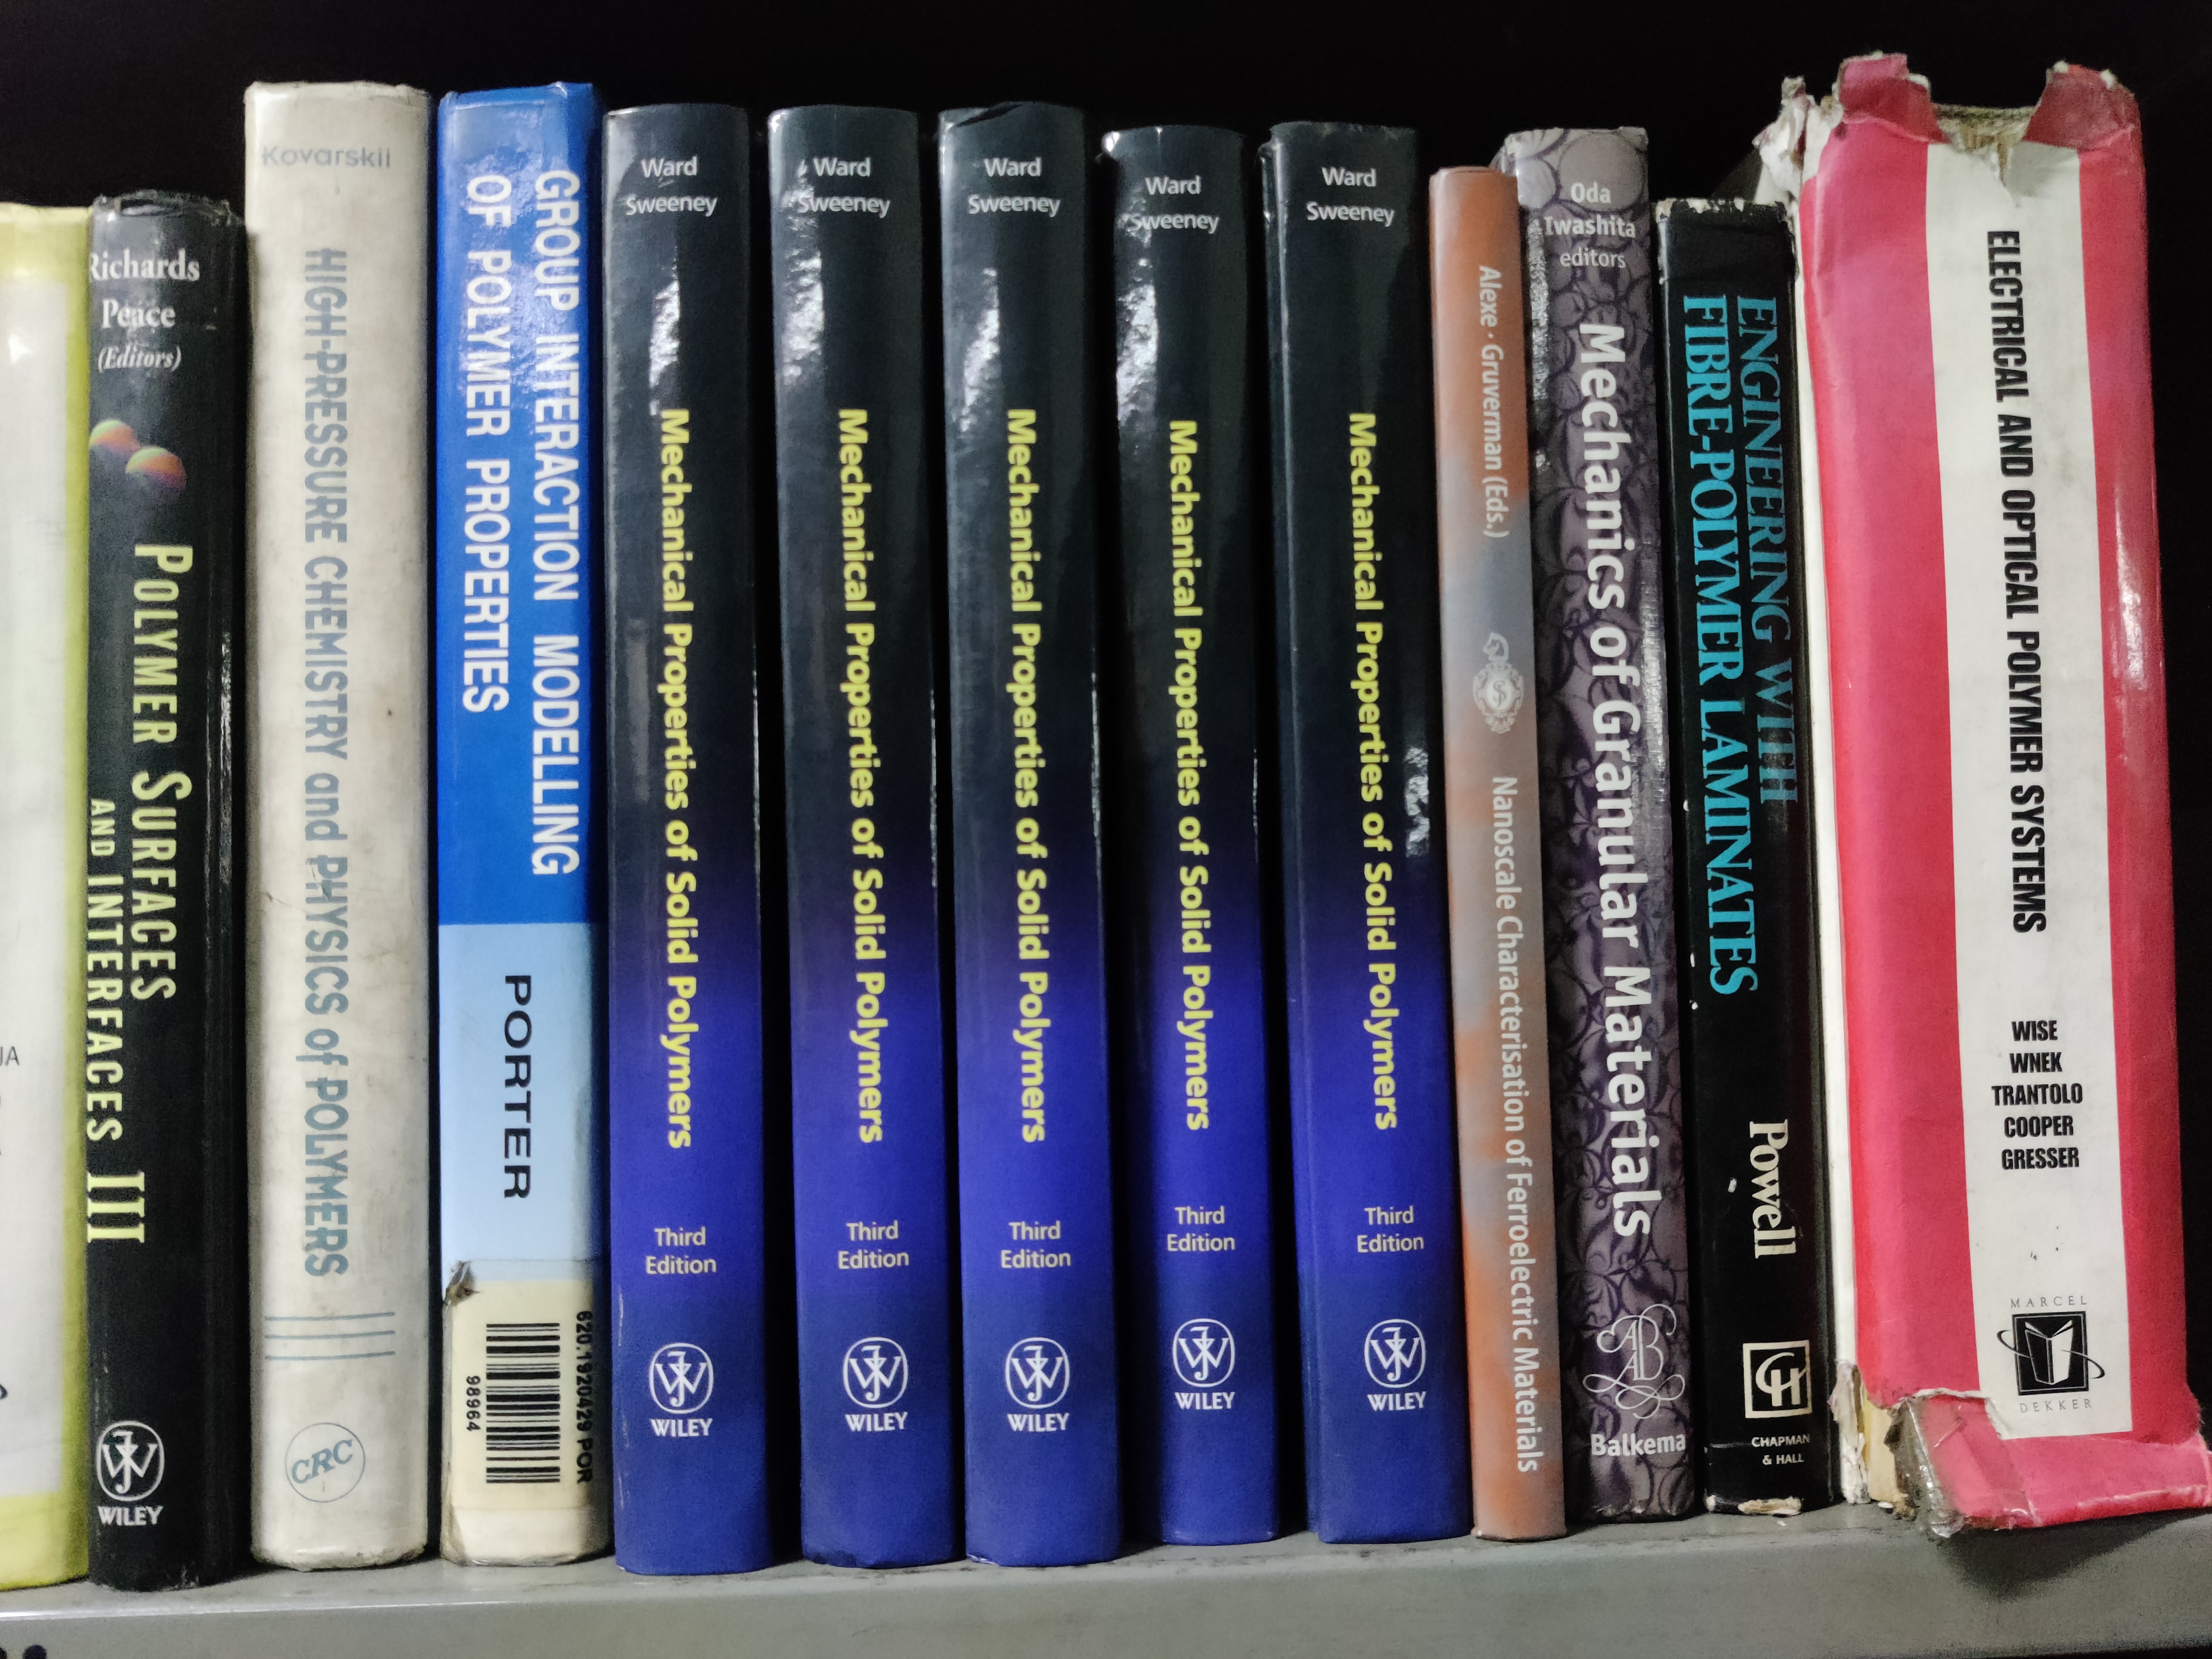 JA
Richards
Peace
(Editors)
POLYMER SURFACES
AND INTERFACES III
WILEY
Kovarskii
HIGH-PRESSURE CHEMISTRY and PHYSICS of POLYMERS
CRC
GROUP INTERACTION MODELLING
OF POLYMER PROPERTIES
PORTER
620.1920429 POR
98964
Ward
Sweeney
Mechanical Properties of Solid Polymers
Third
Edition
WILEY
Ward
Sweeney
Mechanical Properties of Solid Polymers
Third
Edition
WILEY
Ward
Sweeney
Mechanical Properties of Solid Polymers
Third
Edition
WILEY
Ward
Sweeney
Mechanical Properties of Solid Polymers
Third
Edition
WILEY
Ward
Sweeney
Mechanical Properties of Solid Polymers
Third
Edition
WILEY
Alexe · Gruverman (Eds.)
Nanoscale Characterisation of Ferroelectric Materials
Oda
Iwashita
editors
Mechanics of Granular Materials
Balkema
ENGINEERING WITH
FIBRE-POLYMER LAMINATES
Powell
CHAPMAN
& HALL
ELECTRICAL AND OPTICAL POLYMER SYSTEMS
WISE
WNEK
TRANTOLO
COOPER
GRESSER
MARCEL
DEKKER